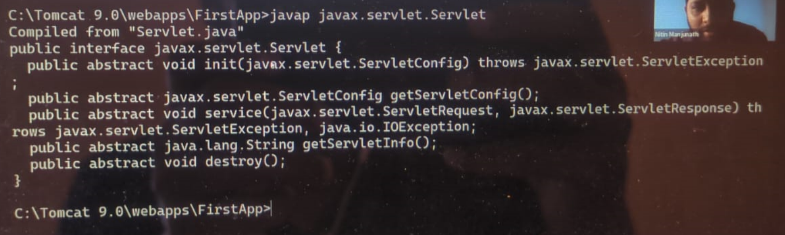 C:\Tomcat 9.0\webapps\FirstApp>javap javax.servlet.Servlet
Compiled from "Servlet.java"
public interface javax.servlet.Servlet {
  public abstract void init(javax.servlet.ServletConfig) throws javax.servlet.ServletException
;
  public abstract javax.servlet.ServletConfig getServletConfig();
  public abstract void service(javax.servlet.ServletRequest, javax.servlet.ServletResponse) th
rows javax.servlet.ServletException, java.io.IOException;
  public abstract java.lang.String getServletInfo();
  public abstract void destroy();
}
C:\Tomcat 9.0\webapps\FirstApp>
Nitin Manjunath